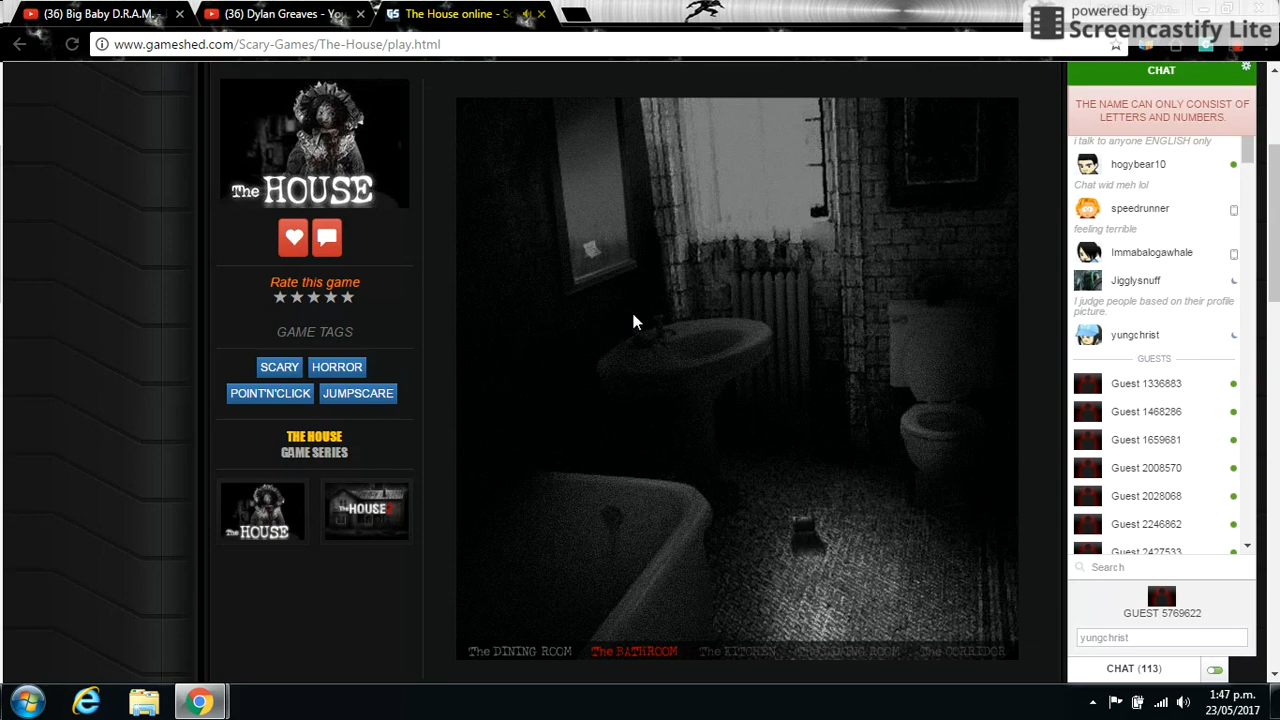 (36) Big Baby D.R.A.M.
(36) Dylan Greaves - Yo
The House online - Sc
powered by
Screencastify Lite
www.gameshed.com/Scary-Games/The-House/play.html
The HOUSE
Rate this game
GAME TAGS
SCARY
HORROR
POINT'N'CLICK
JUMPSCARE
THE HOUSE
GAME SERIES
The HOUSE
The HOUSE2
The DINING ROOM
The BATHROOM
The KITCHEN
The CORRIDOR
CHAT
THE NAME CAN ONLY CONSIST OF
LETTERS AND NUMBERS.
i talk to anyone ENGLISH only
hogybear10
Chat wid meh lol
speedrunner
feeling terrible
Immabalogawhale
Jigglysnuff
I judge people based on their profile
picture.
yungchrist
GUESTS
Guest 1336883
Guest 1468286
Guest 1659681
Guest 2008570
Guest 2028068
Guest 2246862
Guest 2427533
Search
GUEST 5769622
yungchrist
CHAT (113)
1:47 p.m.
23/05/2017